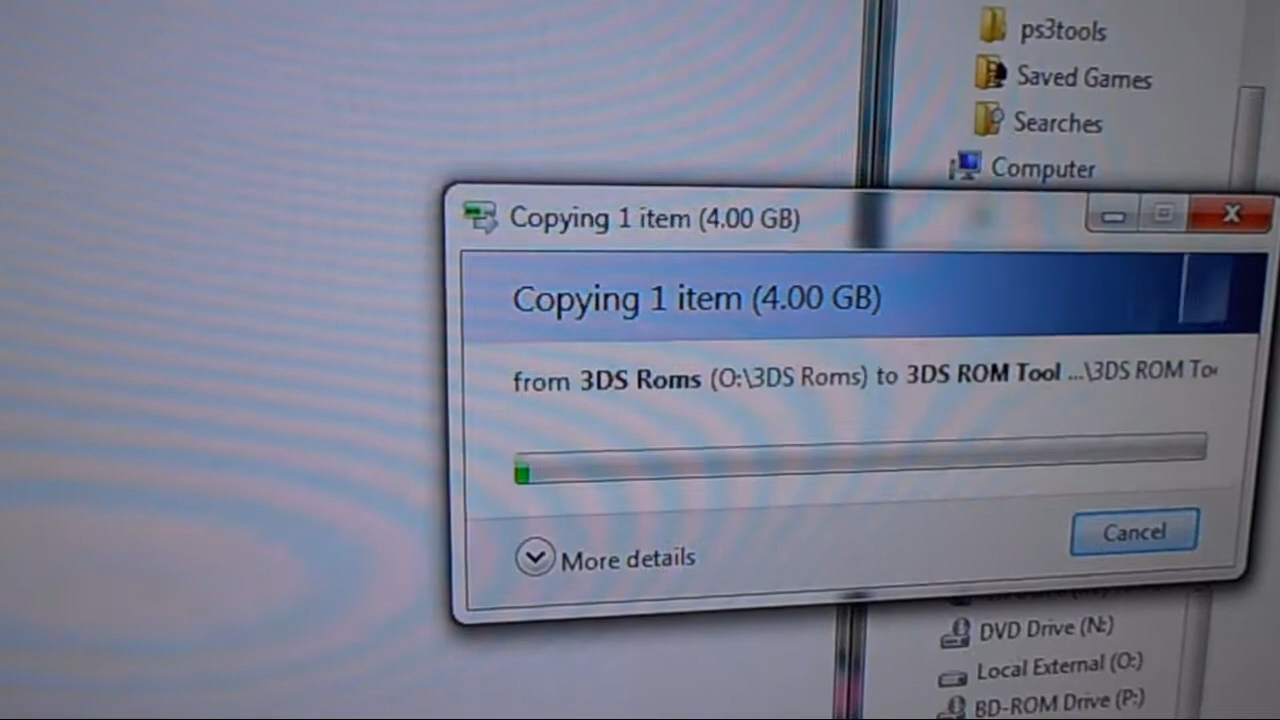 ps3tools
Saved Games
Searches
Computer
Copying 1 item (4.00 GB)
Copying 1 item (4.00 GB)
from 3DS Roms (O:\3DS Roms) to 3DS ROM Tool ...\3DS ROM To
More details
Cancel
DVD Drive (N:)
Local External (O:)
BD-ROM Drive (P:)